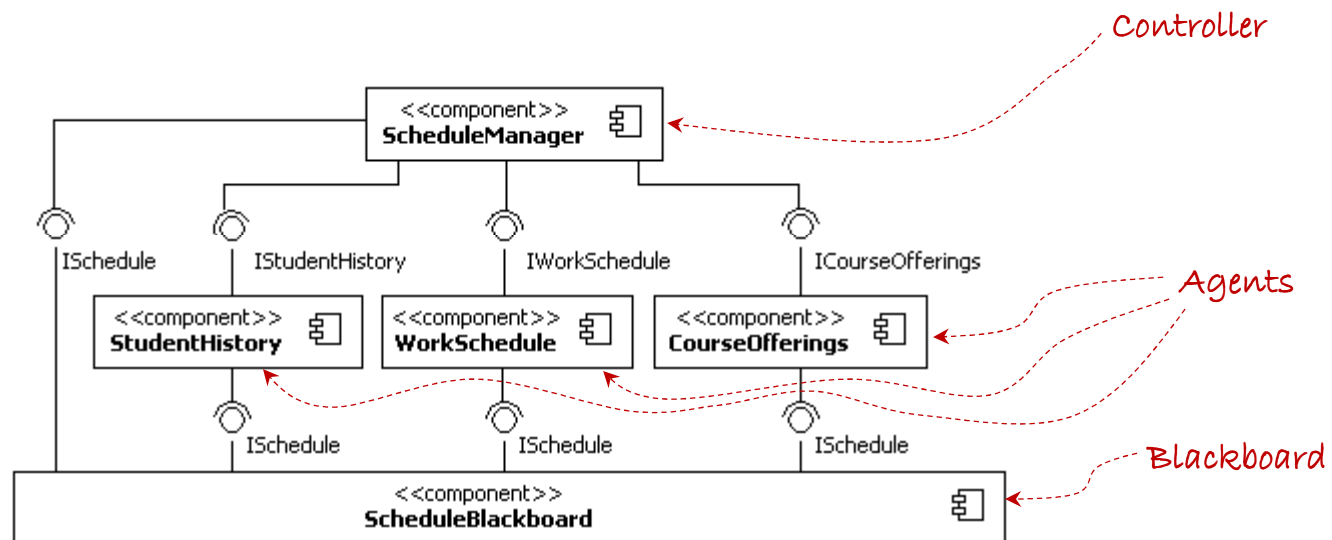 Controller
<<component>>
ScheduleManager
ISchedule
IStudentHistory
IWorkSchedule
ICourseOfferings
Agents
<<component>>
StudentHistory
<<component>>
WorkSchedule
<<component>>
CourseOfferings
ISchedule
ISchedule
ISchedule
Blackboard
<<component>>
ScheduleBlackboard